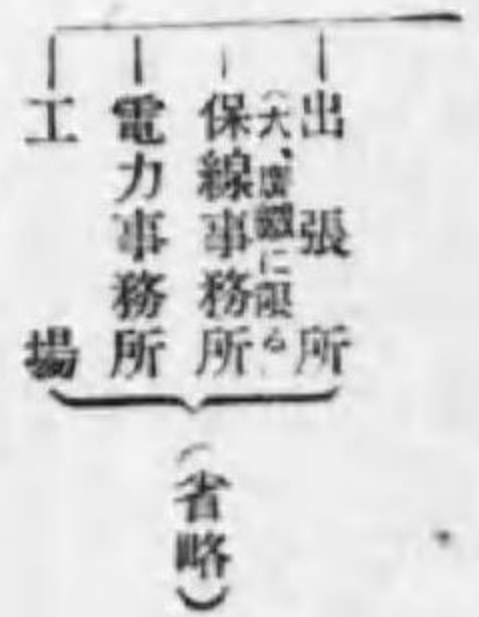 出張所
（大、廣鐵に限る）
保線事務所
電力事務所
工場
（省略）